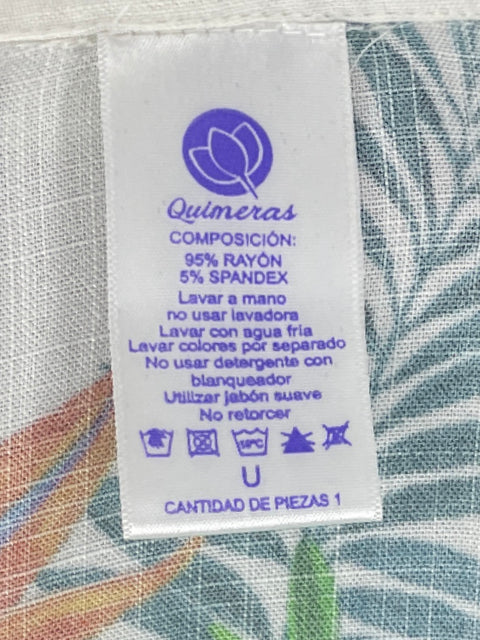 Quimeras
COMPOSICIÓN:
95% RAYÓN
5% SPANDEX
Lavar a mano
no usar lavadora
Lavar con agua fría
Lavar colores por separado
No usar detergente con
blanqueador
Utilizar jabón suave
No retorcer
U
CANTIDAD DE PIEZAS 1